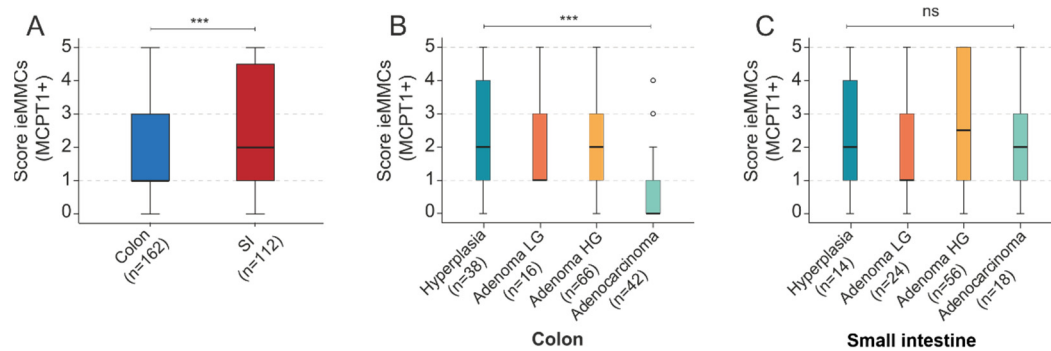 A
***
Score ieMMCs
(MCPT1+)
5
4
3
2
1
0
Colon
(n=162)
SI
(n=112)
B
***
Score ieMMCs
(MCPT1+)
5
4
3
2
1
0
Hyperplasia
(n=38)
Adenoma LG
(n=16)
Adenoma HG
(n=66)
Adenocarcinoma
(n=42)
Colon
C
ns
Score ieMMCs
(MCPT1+)
5
4
3
2
1
0
Hyperplasia
(n=14)
Adenoma LG
(n=24)
Adenoma HG
(n=56)
Adenocarcinoma
(n=18)
Small intestine